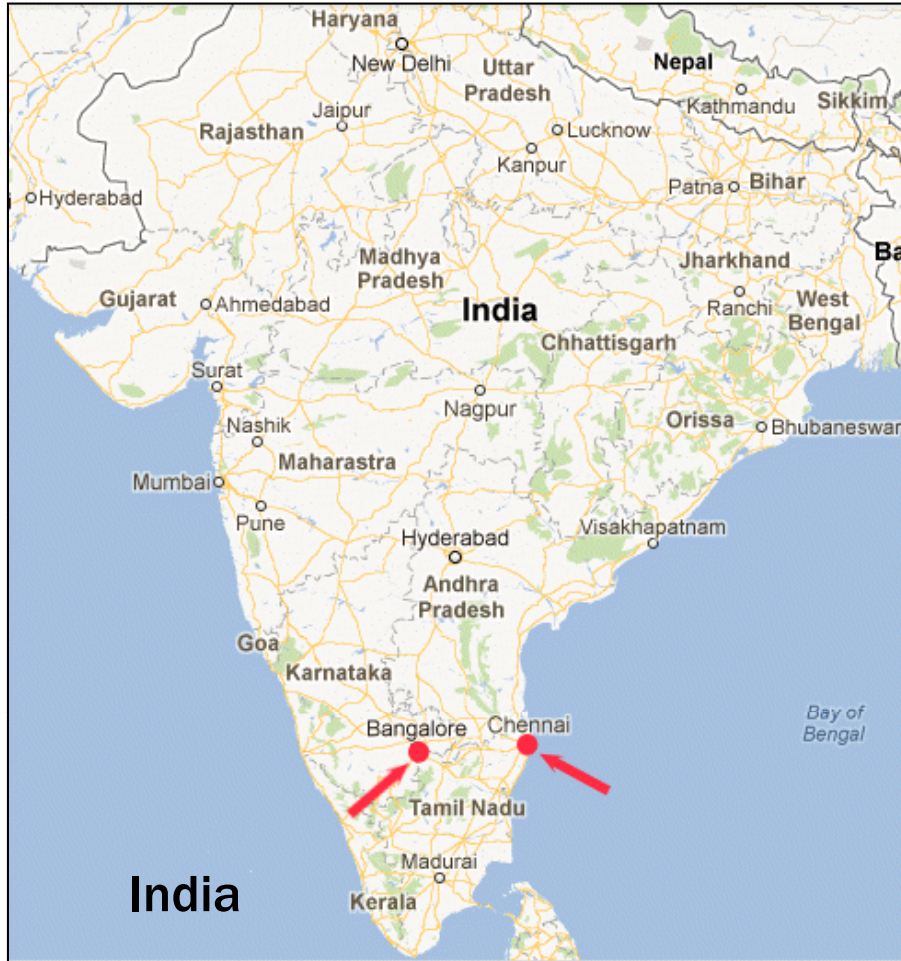 Haryana
New Delhi
Uttar
Pradesh
Nepal
Kathmandu
Sikkim
Jaipur
Rajasthan
Lucknow
Kanpur
Patna
Bihar
Hyderabad
Madhya
Pradesh
Jharkhand
Ba
Gujarat
Ahmedabad
India
Ranchi
West
Bengal
Chhattisgarh
Surat
Nagpur
Nashik
Orissa
Bhubaneswar
Maharastra
Mumbai
Pune
Visakhapatnam
Hyderabad
Andhra
Pradesh
Goa
Karnataka
Bangalore
Chennai
Bay of
Bengal
Tamil Nadu
Madurai
India
Kerala